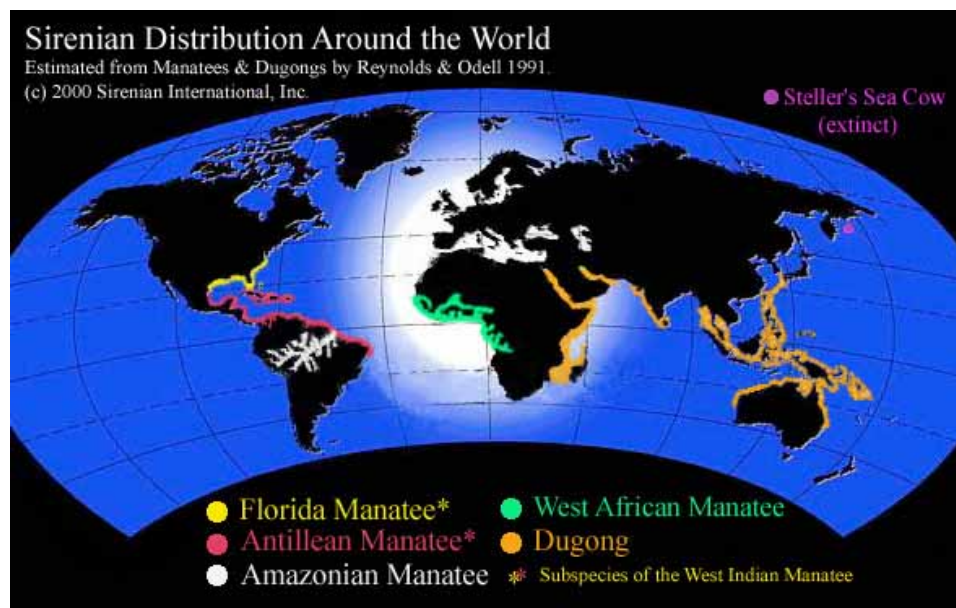 Sirenian Distribution Around the World
Estimated from Manatees & Dugongs by Reynolds & Odell 1991.
(c) 2000 Sirenian International, Inc.
Steller's Sea Cow
(extinct)
Florida Manatee*
West African Manatee
Antillean Manatee*
Dugong
Amazonian Manatee
** Subspecies of the West Indian Manatee